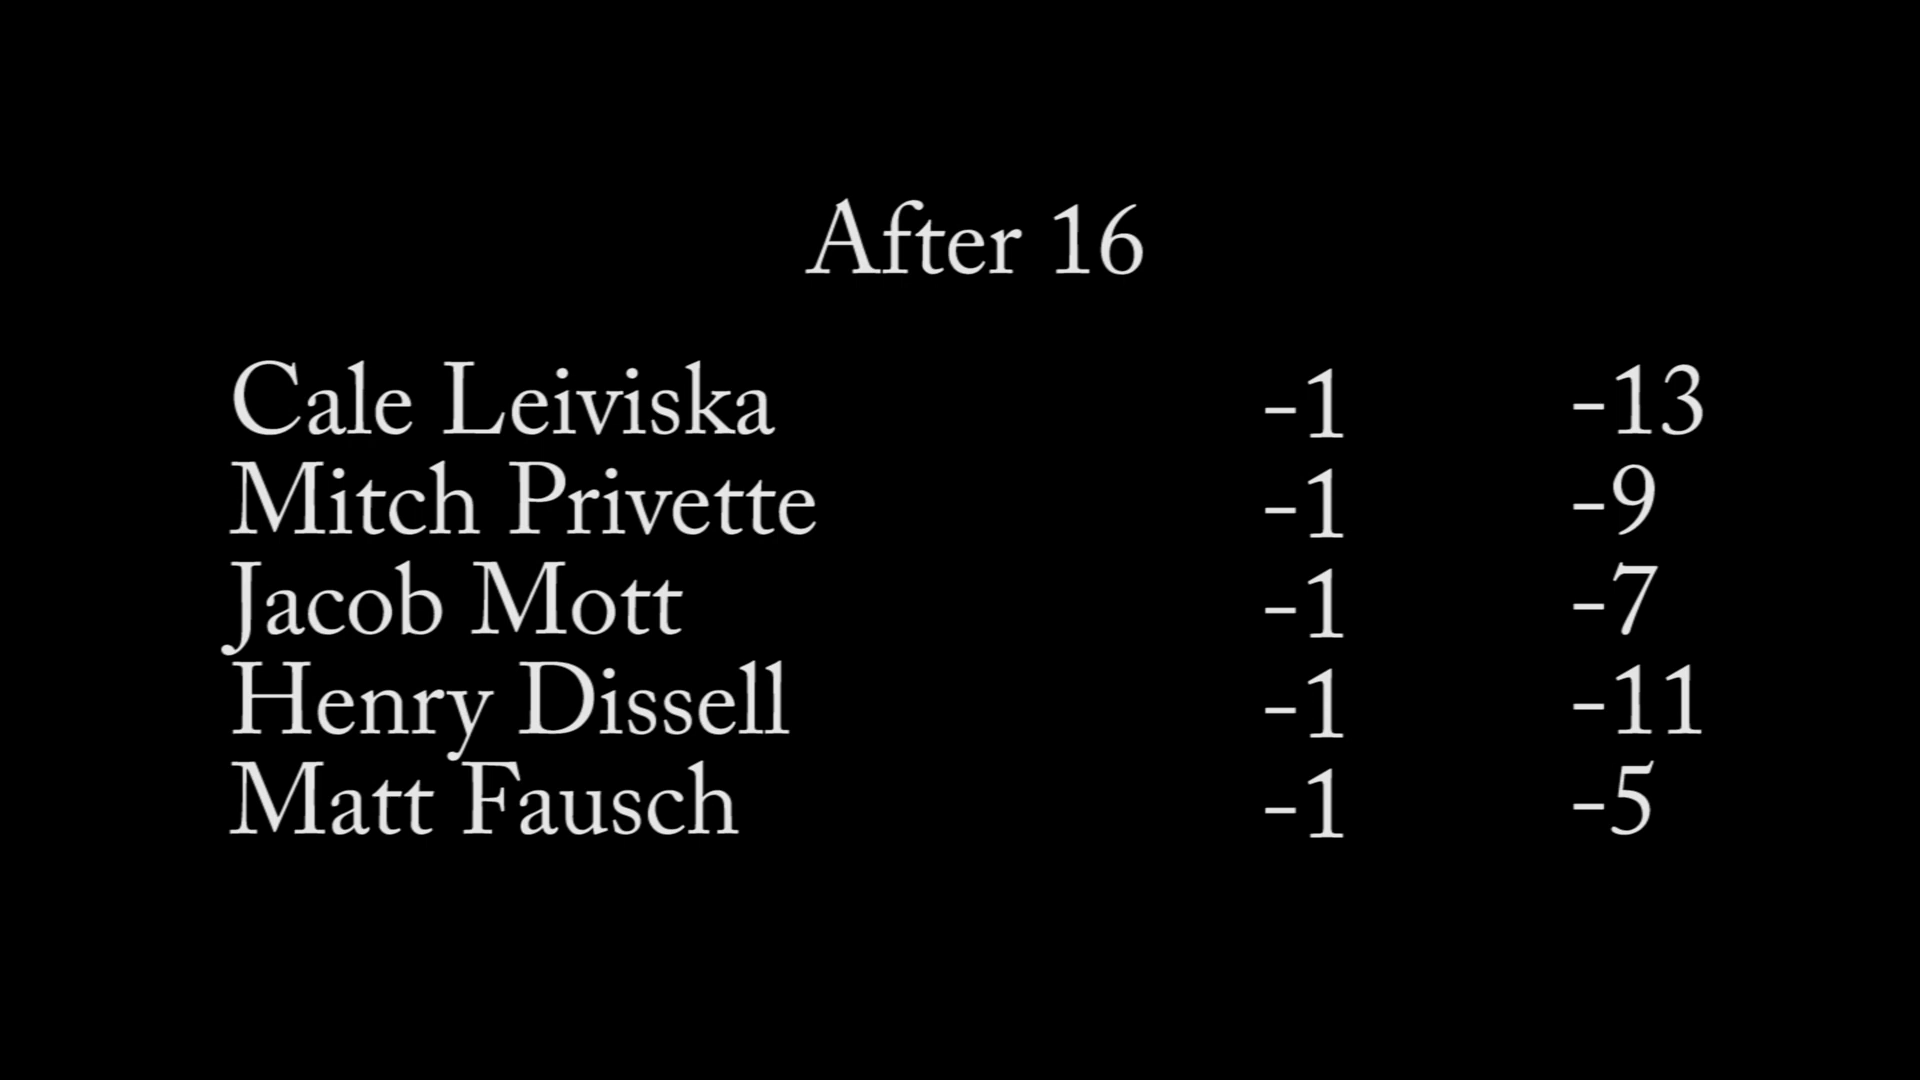 After 16
Cale Leiviska -1 -13
Mitch Privette -1 -9
Jacob Mott -1 -7
Henry Dissell -1 -11
Matt Fausch -1 -5